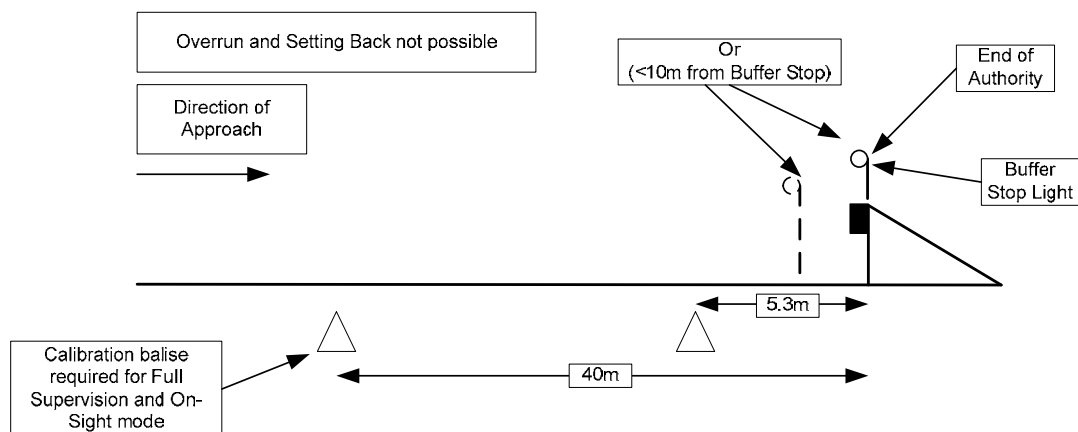 Overrun and Setting Back not possible
Direction of
Approach
Or
(<10m from Buffer Stop)
End of
Authority
Buffer
Stop Light
5.3m
40m
Calibration balise
required for Full
Supervision and On-
Sight mode